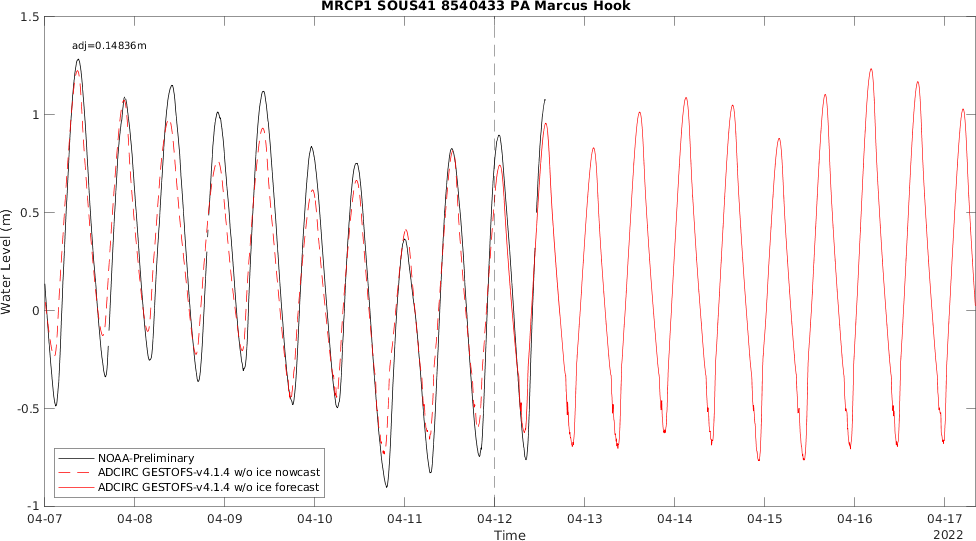 MRCP1 SOUS41 8540433 PA Marcus Hook
adj=0.14836m
1.5
1
0.5
0
-0.5
-1
Water Level (m)
NOAA-Preliminary
ADCIRC GESTOFS-v4.1.4 w/o ice nowcast
ADCIRC GESTOFS-v4.1.4 w/o ice forecast
04-07 04-08 04-09 04-10 04-11 04-12 04-13 04-14 04-15 04-16 04-17
Time
2022